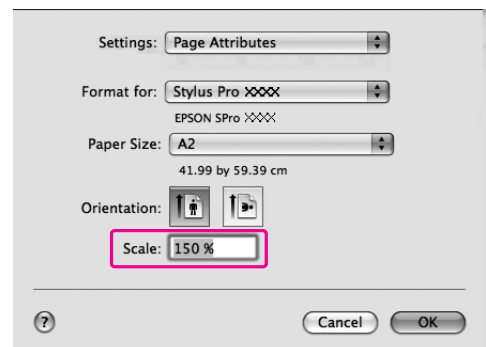 Settings: Page Attributes
Format for: Stylus Pro XXXX
EPSON SPro XXXX
Paper Size: A2
41.99 by 59.39 cm
Orientation:
Scale: 150 %
? Cancel OK